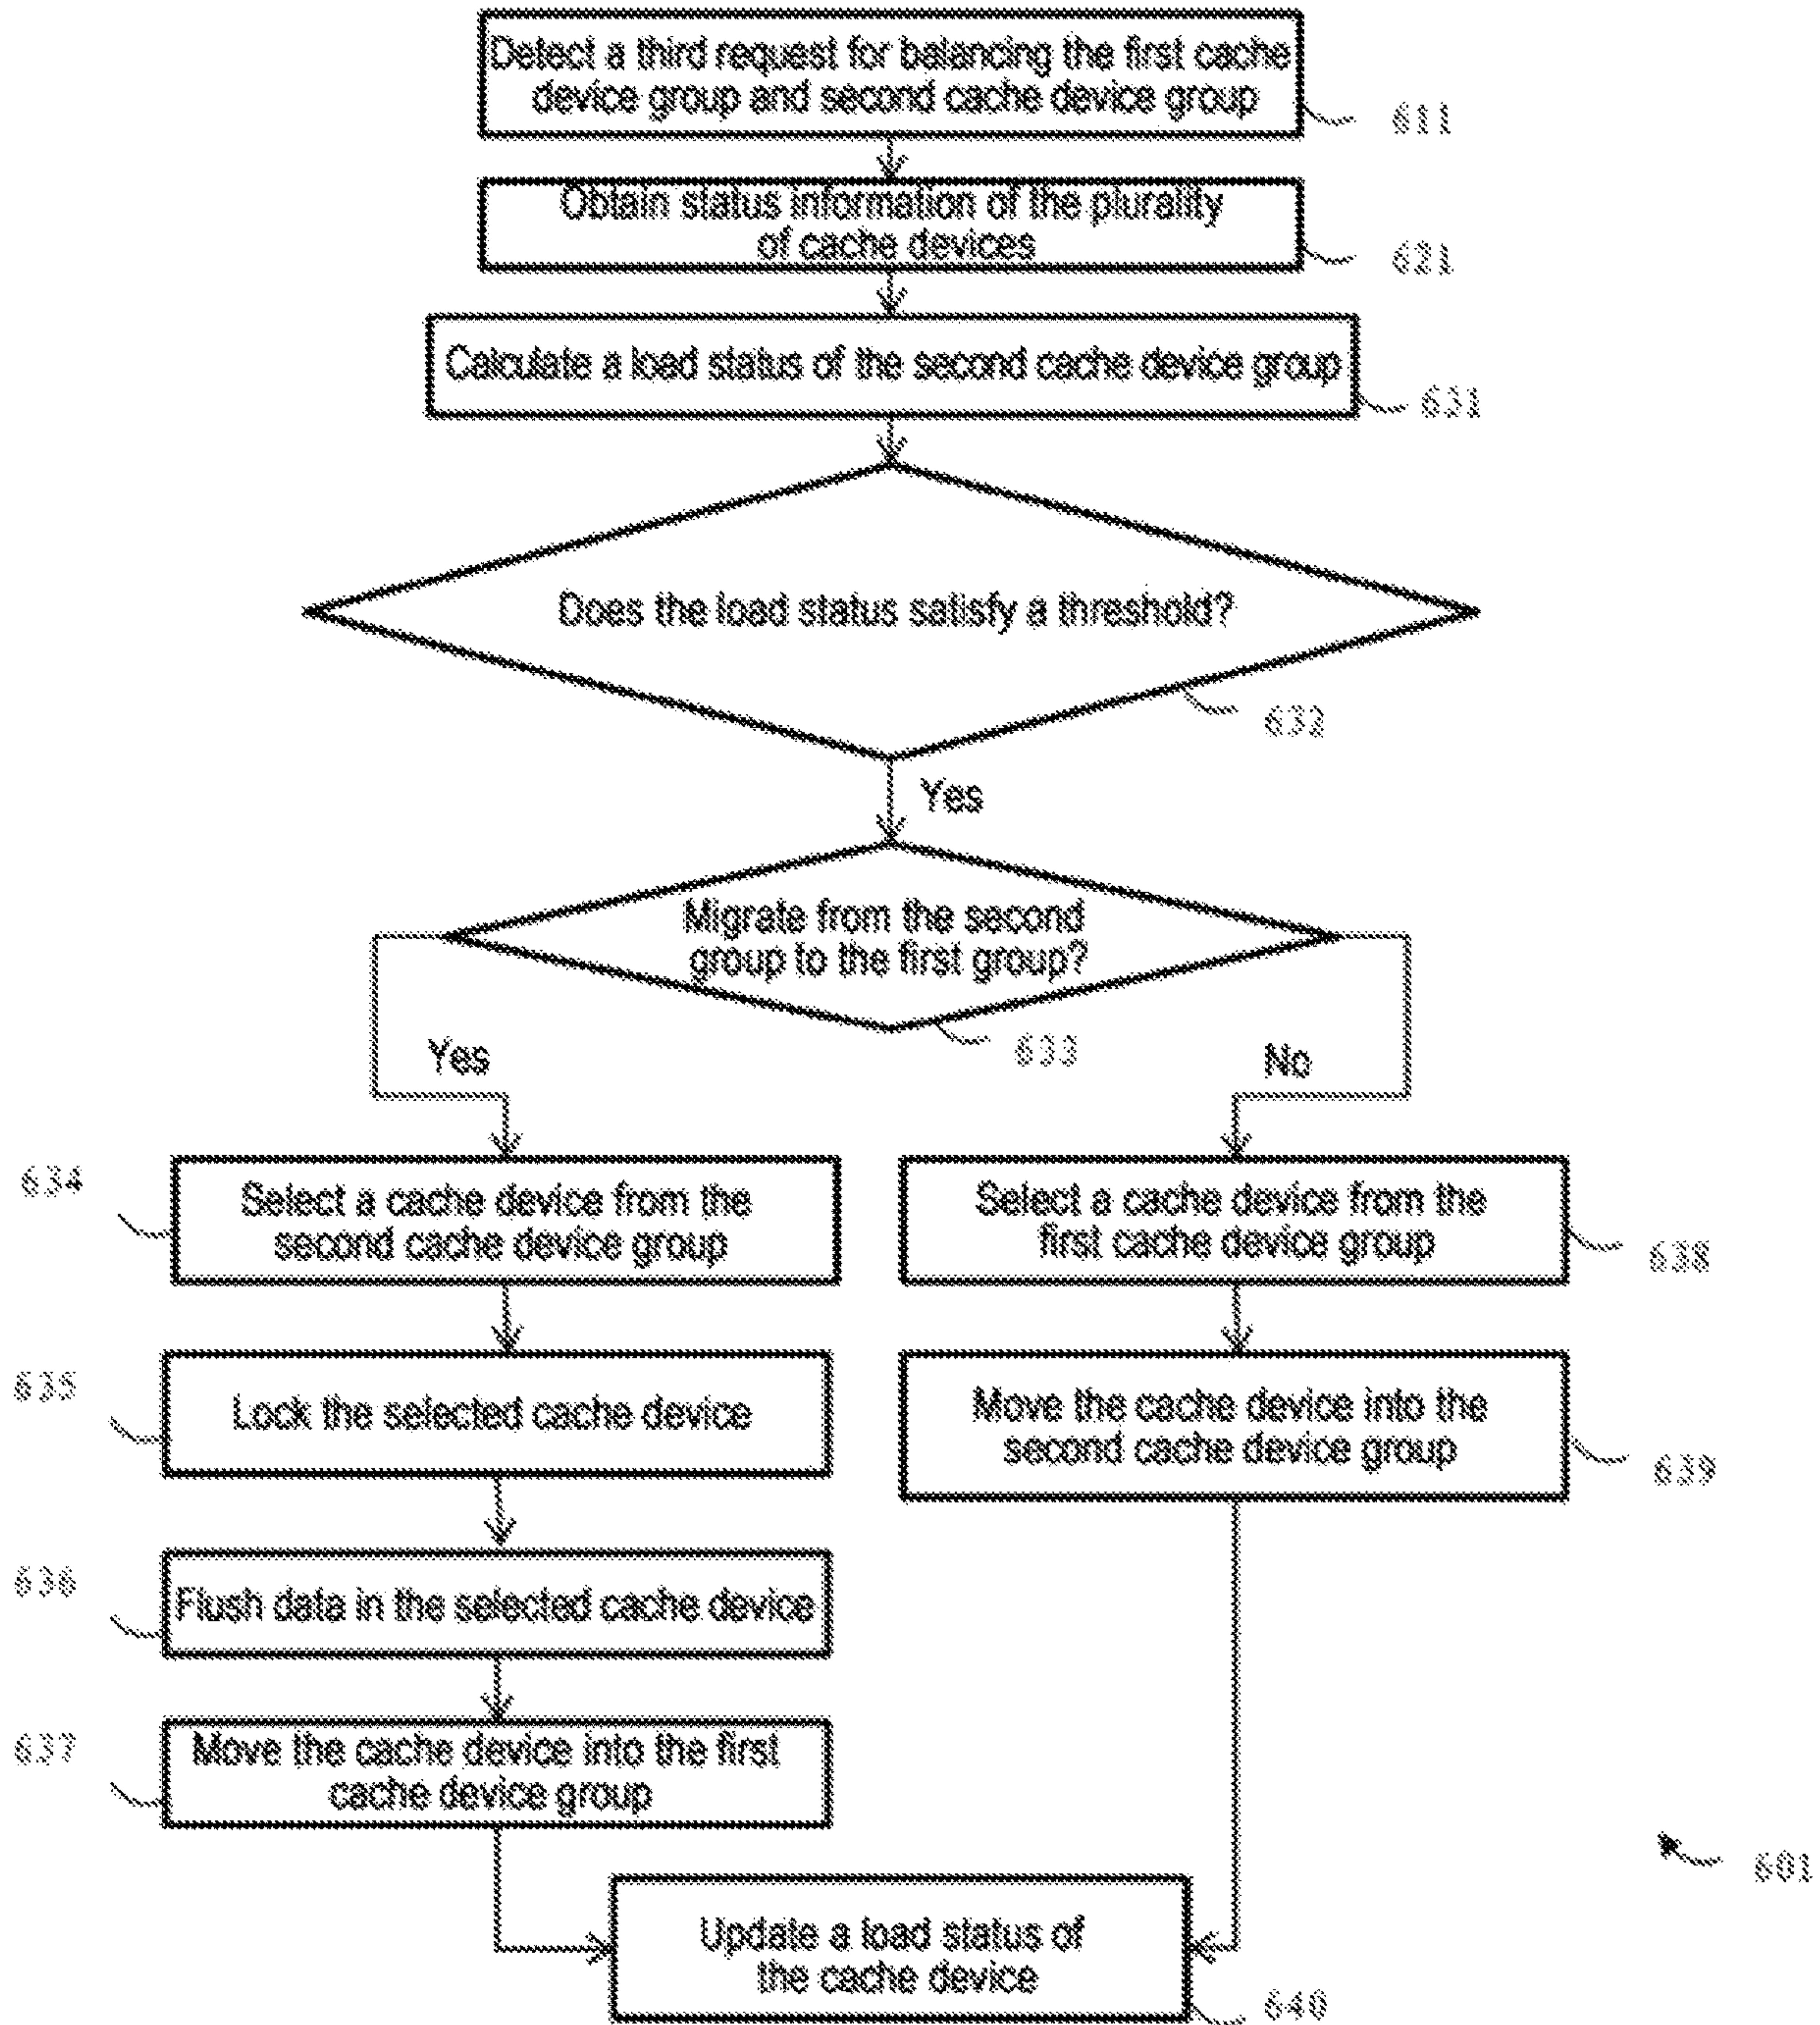 Detect a third request for balancing the first cache
device group and second cache device group
611
Obtain status information of the plurality
of cache devices
621
Calculate a load status of the second cache device group
631
Does the load status satisfy a threshold?
632
Yes
Migrate from the second
group to the first group?
633
Yes
No
634
Select a cache device from the
second cache device group
Select a cache device from the
first cache device group
638
635
Lock the selected cache device
Move the cache device into the
second cache device group
639
636
Flush data in the selected cache device
637
Move the cache device into the first
cache device group
601
Update a load status of
the cache device
640